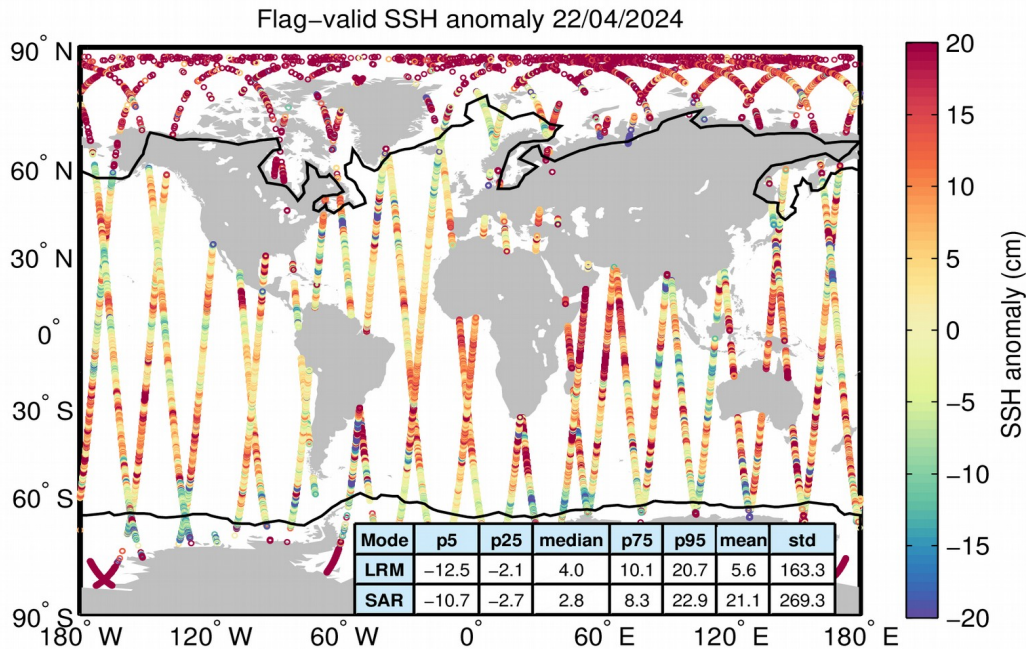 Flag−valid SSH anomaly 22/04/2024
90° N
60° N
30° N
0°
30° S
60° S
90° S
180° W 120° W 60° W 0° 60° E 120° E 180° E
Mode p5 p25 median p75 p95 mean std
LRM −12.5 −2.1 4.0 10.1 20.7 5.6 163.3
SAR −10.7 −2.7 2.8 8.3 22.9 21.1 269.3
20
15
10
5
0
−5
−10
−15
−20
SSH anomaly (cm)